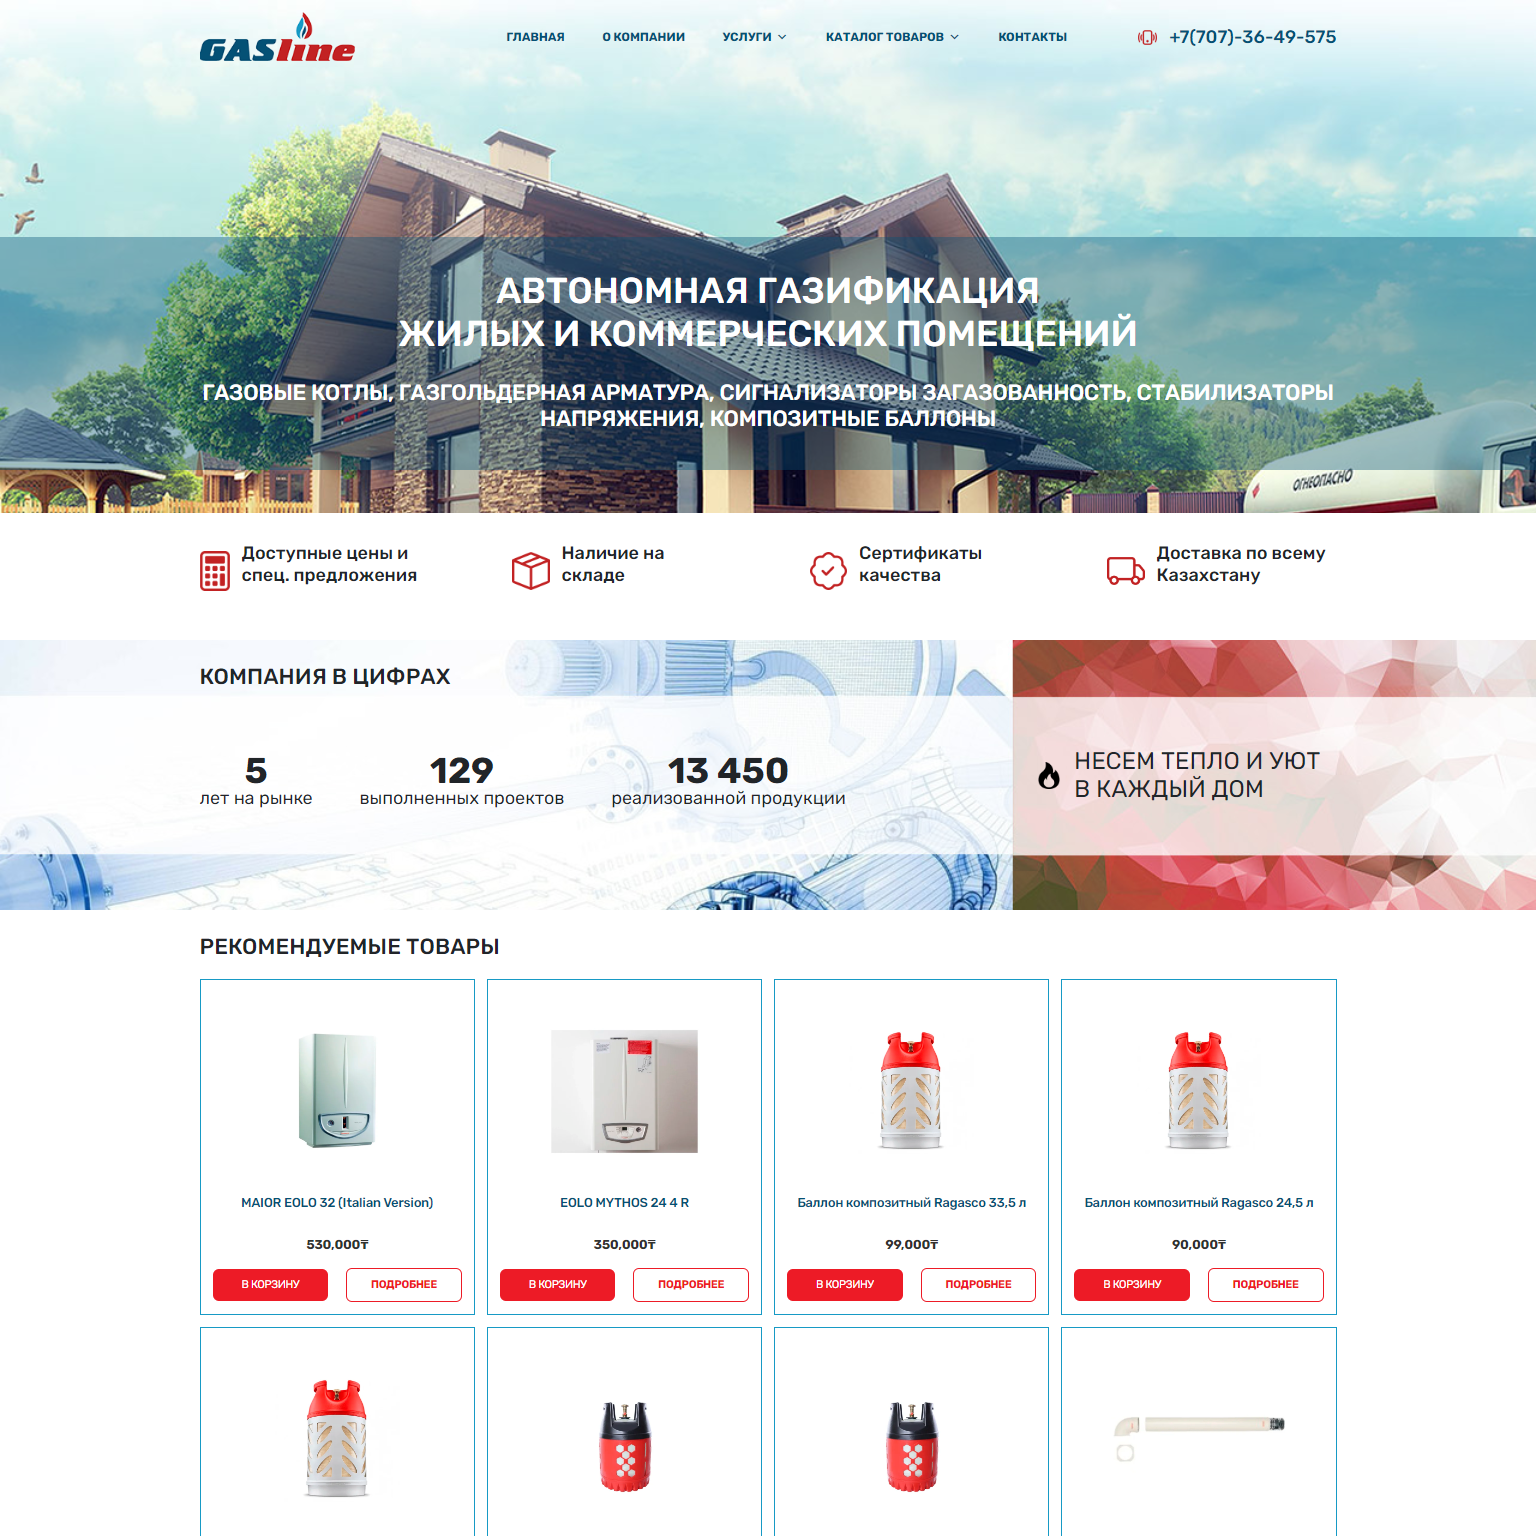 GASline
ГЛАВНАЯ
О КОМПАНИИ
УСЛУГИ
КАТАЛОГ ТОВАРОВ
КОНТАКТЫ
+7(707)-36-49-575
АВТОНОМНАЯ ГАЗИФИКАЦИЯ
ЖИЛЫХ И КОММЕРЧЕСКИХ ПОМЕЩЕНИЙ
ГАЗОВЫЕ КОТЛЫ, ГАЗГОЛЬДЕРНАЯ АРМАТУРА, СИГНАЛИЗАТОРЫ ЗАГАЗОВАННОСТЬ, СТАБИЛИЗАТОРЫ
НАПРЯЖЕНИЯ, КОМПОЗИТНЫЕ БАЛЛОНЫ
ОГНЕОПАСНО
Доступные цены и
спец. предложения
Наличие на
складе
Сертификаты
качества
Доставка по всему
Казахстану
КОМПАНИЯ В ЦИФРАХ
5
лет на рынке
129
выполненных проектов
13 450
реализованной продукции
НЕСЕМ ТЕПЛО И УЮТ
В КАЖДЫЙ ДОМ
РЕКОМЕНДУЕМЫЕ ТОВАРЫ
MAIOR EOLO 32 (Italian Version)
530,000₸
В КОРЗИНУ
ПОДРОБНЕЕ
EOLO MYTHOS 24 4 R
350,000₸
В КОРЗИНУ
ПОДРОБНЕЕ
Баллон композитный Ragasco 33,5 л
99,000₸
В КОРЗИНУ
ПОДРОБНЕЕ
Баллон композитный Ragasco 24,5 л
90,000₸
В КОРЗИНУ
ПОДРОБНЕЕ